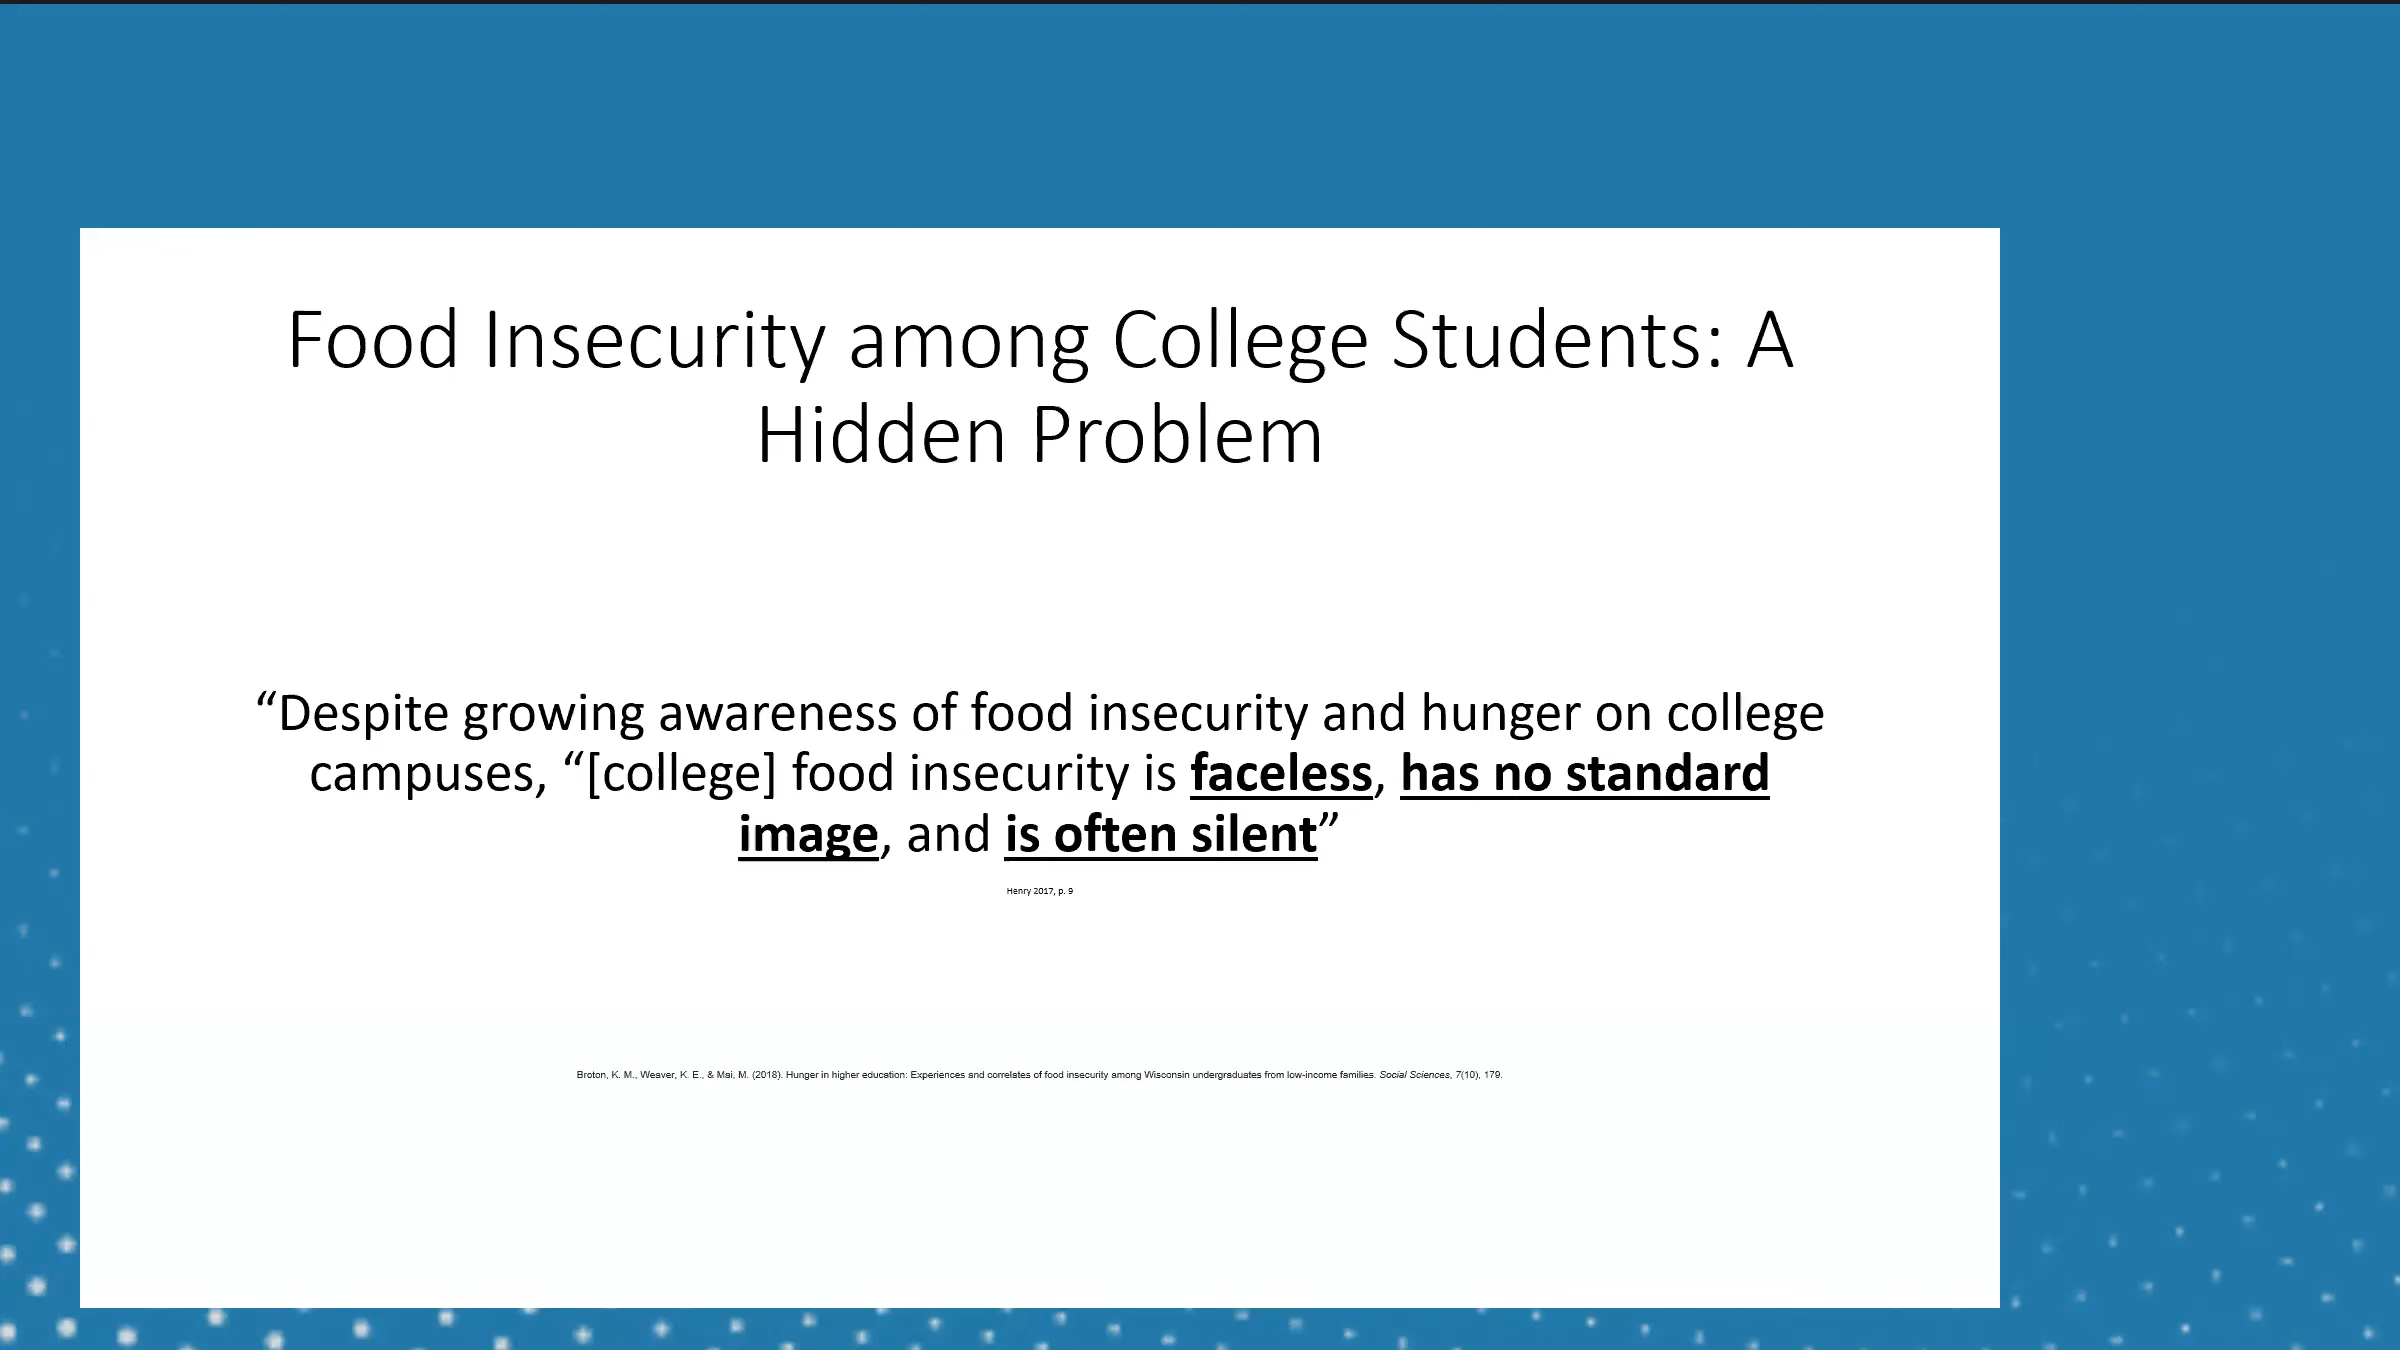 Food Insecurity among College Students: A
Hidden Problem
“Despite growing awareness of food insecurity and hunger on college
campuses, “[college] food insecurity is faceless, has no standard
image, and is often silent”
Henry 2017, p. 9
Broton, K. M., Weaver, K. E., & Mai, M. (2018). Hunger in higher education: Experiences and correlates of food insecurity among Wisconsin undergraduates from low-income families. Social Sciences, 7(10), 179.